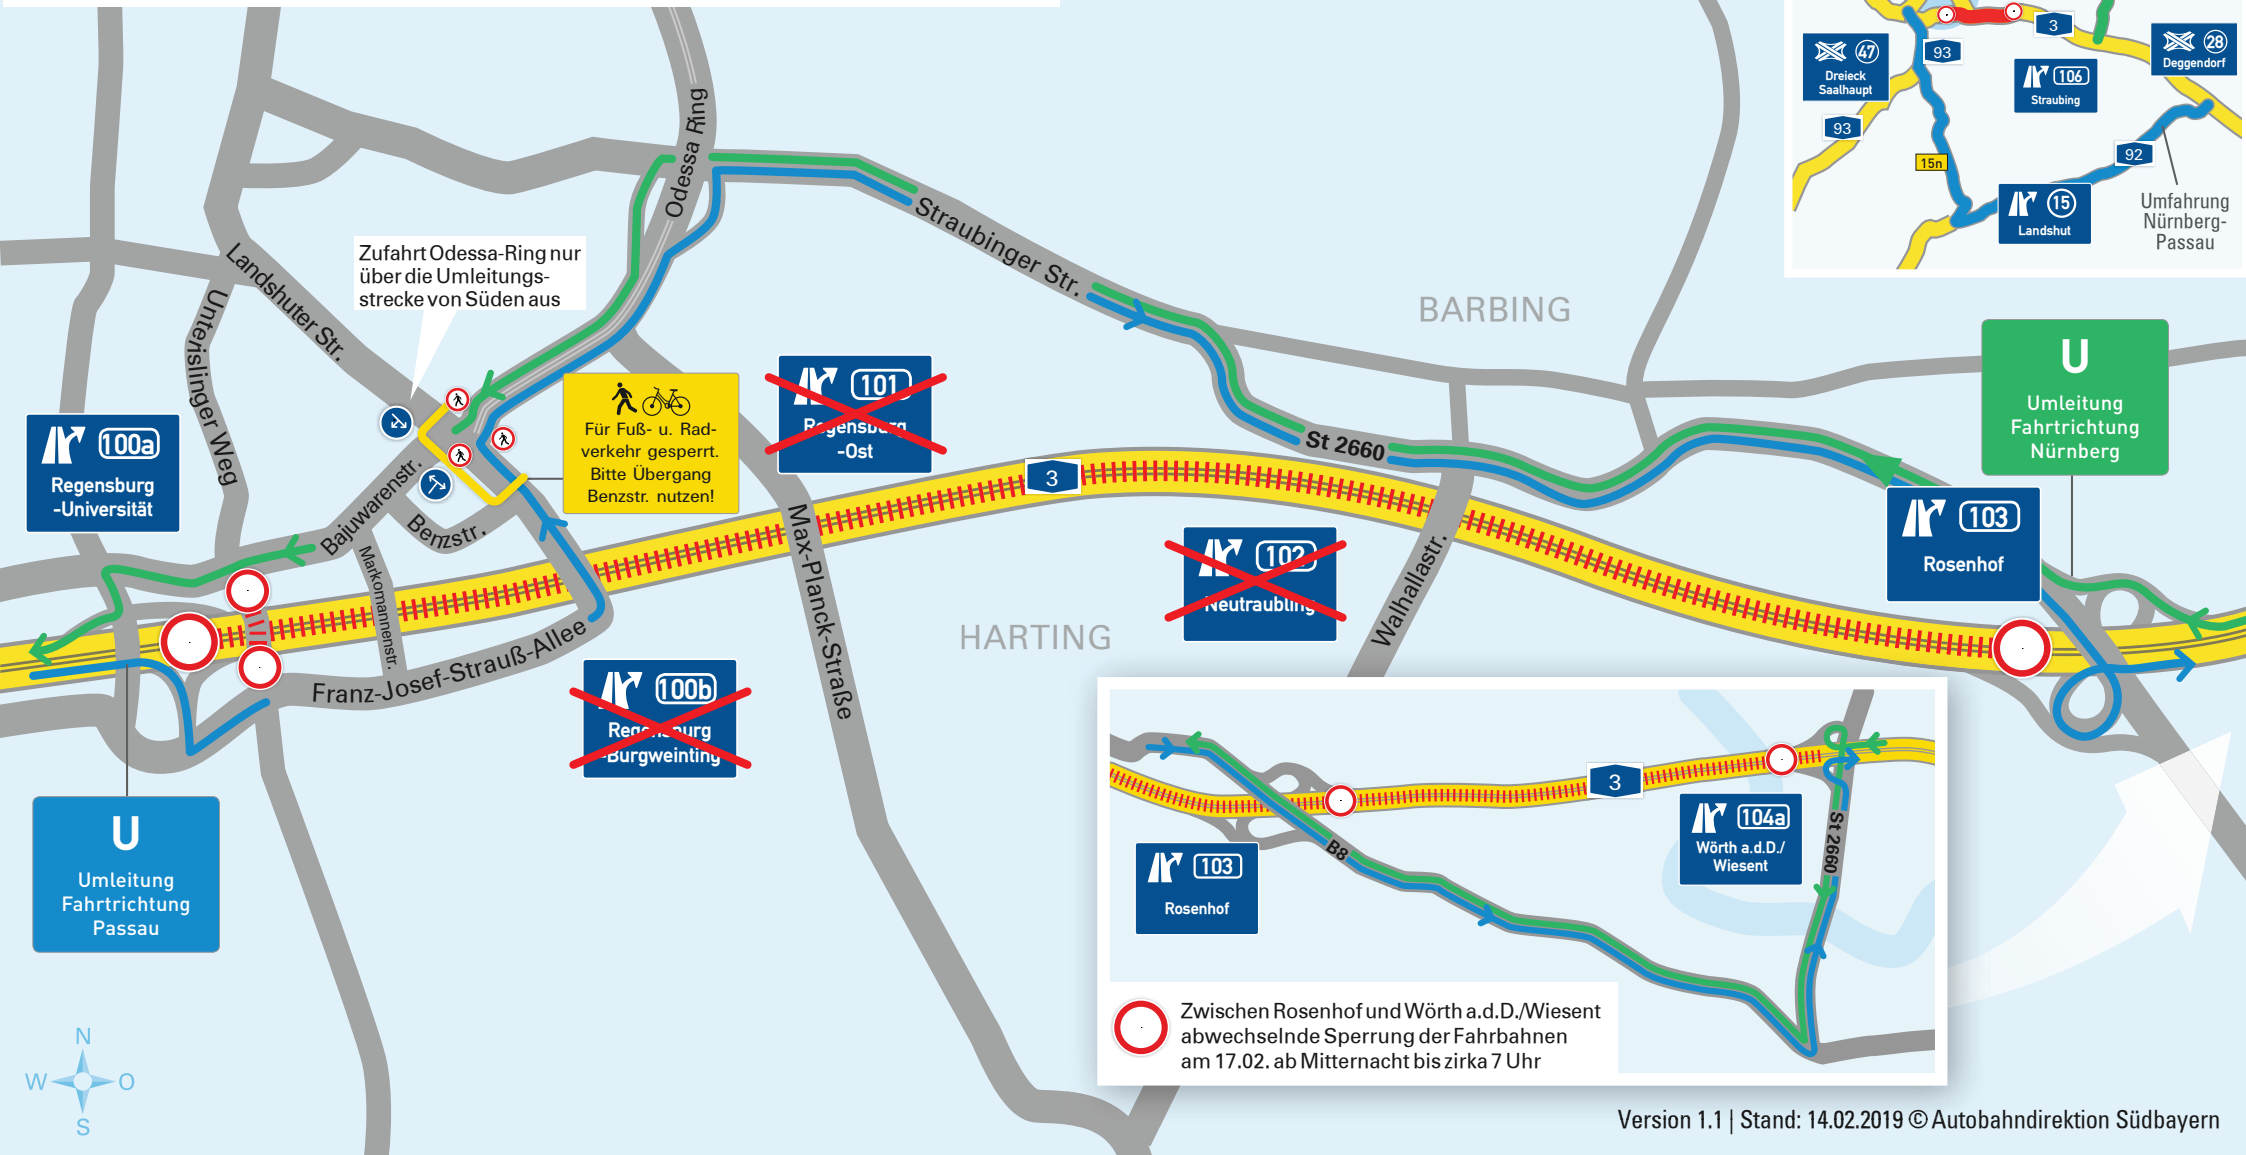 3
93
47
Dreieck
Saalhaupt
28
Deggendorf
106
Straubing
93
15n
92
15
Landshut
Umfahrung
Nürnberg-
Passau
Odessa Ring
Straubinger Str.
Landshuter Str.
Zufahrt Odessa-Ring nur
über die Umleitungs-
strecke von Süden aus
Unterislinger Weg
BARBING
U
Umleitung
Fahrtrichtung
Nürnberg
101
Regensburg
-Ost
Für Fuß- u. Rad-
verkehr gesperrt.
Bitte Übergang
Benzstr. nutzen!
100a
Regensburg
-Universität
St 2660
3
Bajuwarenstr.
Benzstr.
Markomannenstr.
Max-Planck-Straße
103
Rosenhof
102
Neutraubling
Walhallastr.
HARTING
Franz-Josef-Strauß-Allee
100b
Regensburg
-Burgweinting
U
Umleitung
Fahrtrichtung
Passau
3
104a
Wörth a.d.D./
Wiesent
St 2660
B8
103
Rosenhof
Zwischen Rosenhof und Wörth a.d.D./Wiesent
abwechselnde Sperrung der Fahrbahnen
am 17.02. ab Mitternacht bis zirka 7 Uhr
N
W
O
S
Version 1.1 | Stand: 14.02.2019 © Autobahndirektion Südbayern